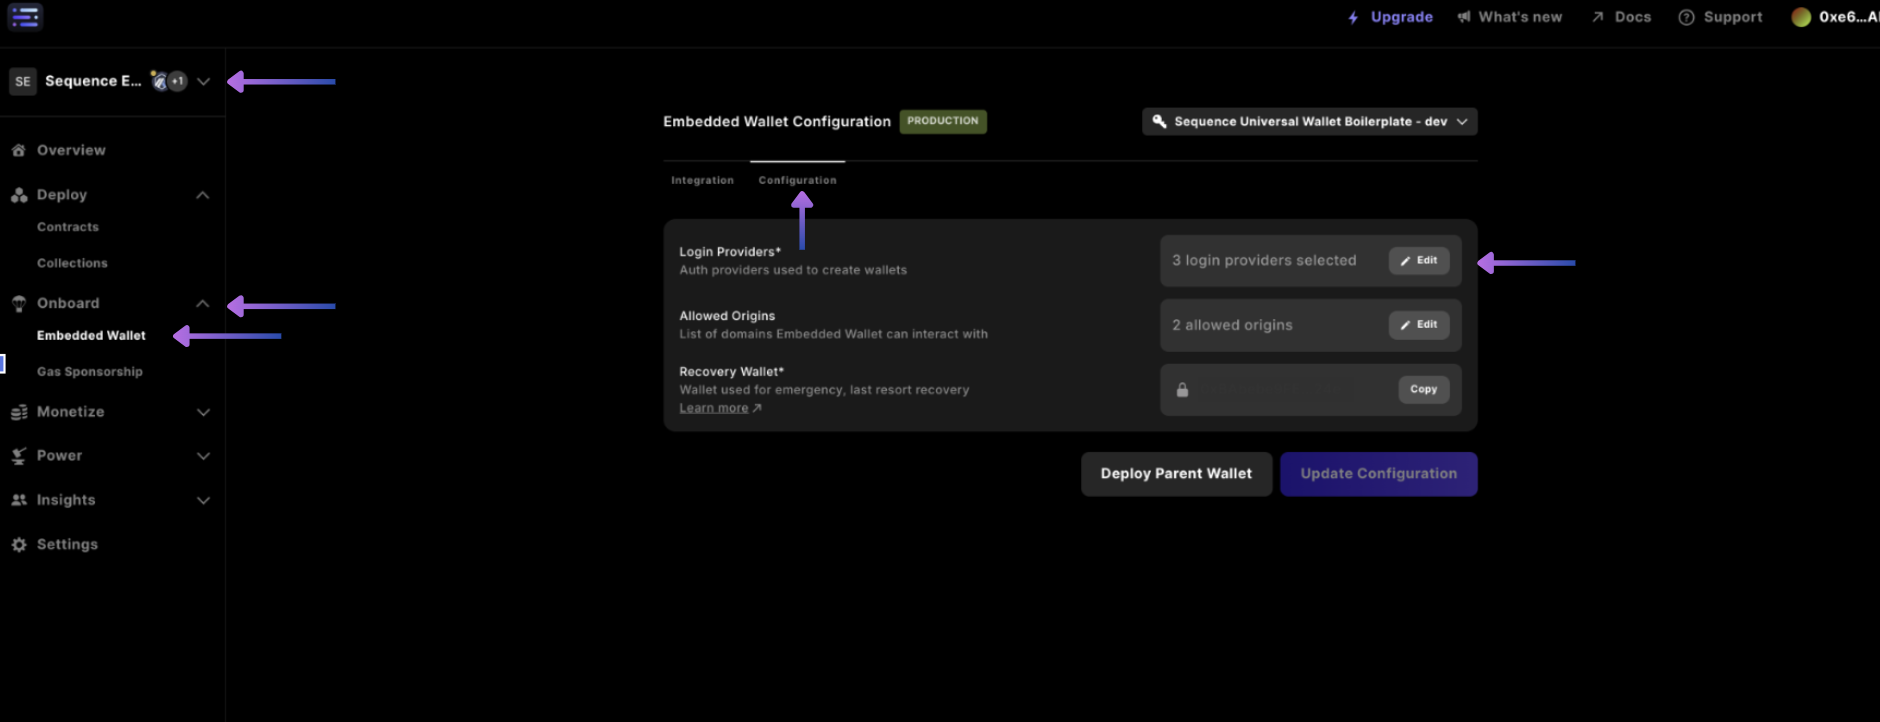 Upgrade
What's new
Docs
Support
0xe6...Al
SE
Sequence E...
+1
Overview
Deploy
Contracts
Collections
Onboard
Embedded Wallet
Gas Sponsorship
Monetize
Power
Insights
Settings
Embedded Wallet Configuration
PRODUCTION
Sequence Universal Wallet Boilerplate - dev
Integration
Configuration
Login Providers*
Auth providers used to create wallets
3 login providers selected
Edit
Allowed Origins
List of domains Embedded Wallet can interact with
2 allowed origins
Edit
Recovery Wallet*
Wallet used for emergency, last resort recovery
Learn more
Copy
Deploy Parent Wallet
Update Configuration